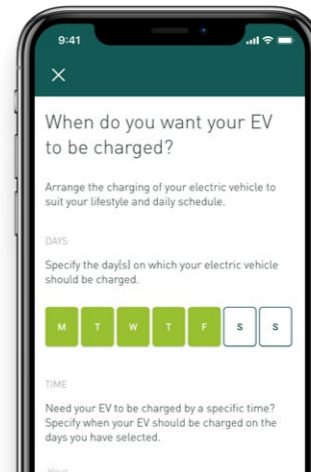 9:41
When do you want your EV
to be charged?
Arrange the charging of your electric vehicle to
suit your lifestyle and daily schedule.
DAYS
Specify the day(s) on which your electric vehicle
should be charged.
M T W T F S S
TIME
Need your EV to be charged by a specific time?
Specify when your EV should be charged on the
days you have selected.
Hour